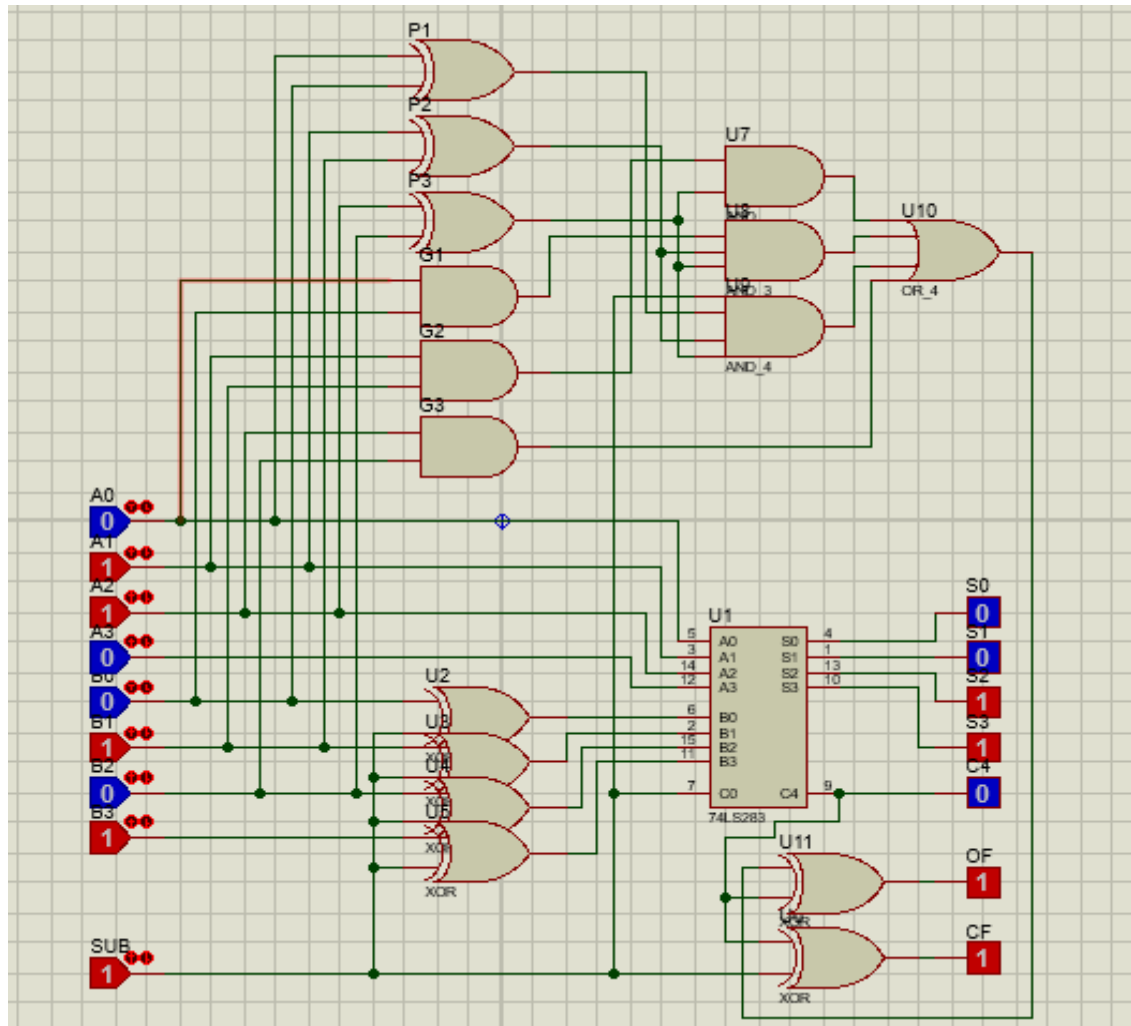 P1
P2
P3
G1
G2
G3
U7
AND
U8
AND_3
U9
AND_4
U10
OR_4
A0
0
A1
1
A2
1
A3
0
B0
0
B1
1
B2
0
B3
1
SUB
1
U2
XOR
U3
XOR
U4
XOR
U5
XOR
U1
5 A0 S0 4
3 A1 S1 1
14 A2 S2 13
12 A3 S3 10
6 B0
2 B1
15 B2
11 B3
7 C0 C4 9
74LS283
S0
0
S1
0
S2
1
S3
1
C4
0
U11
XOR
OF
1
XOR
CF
1